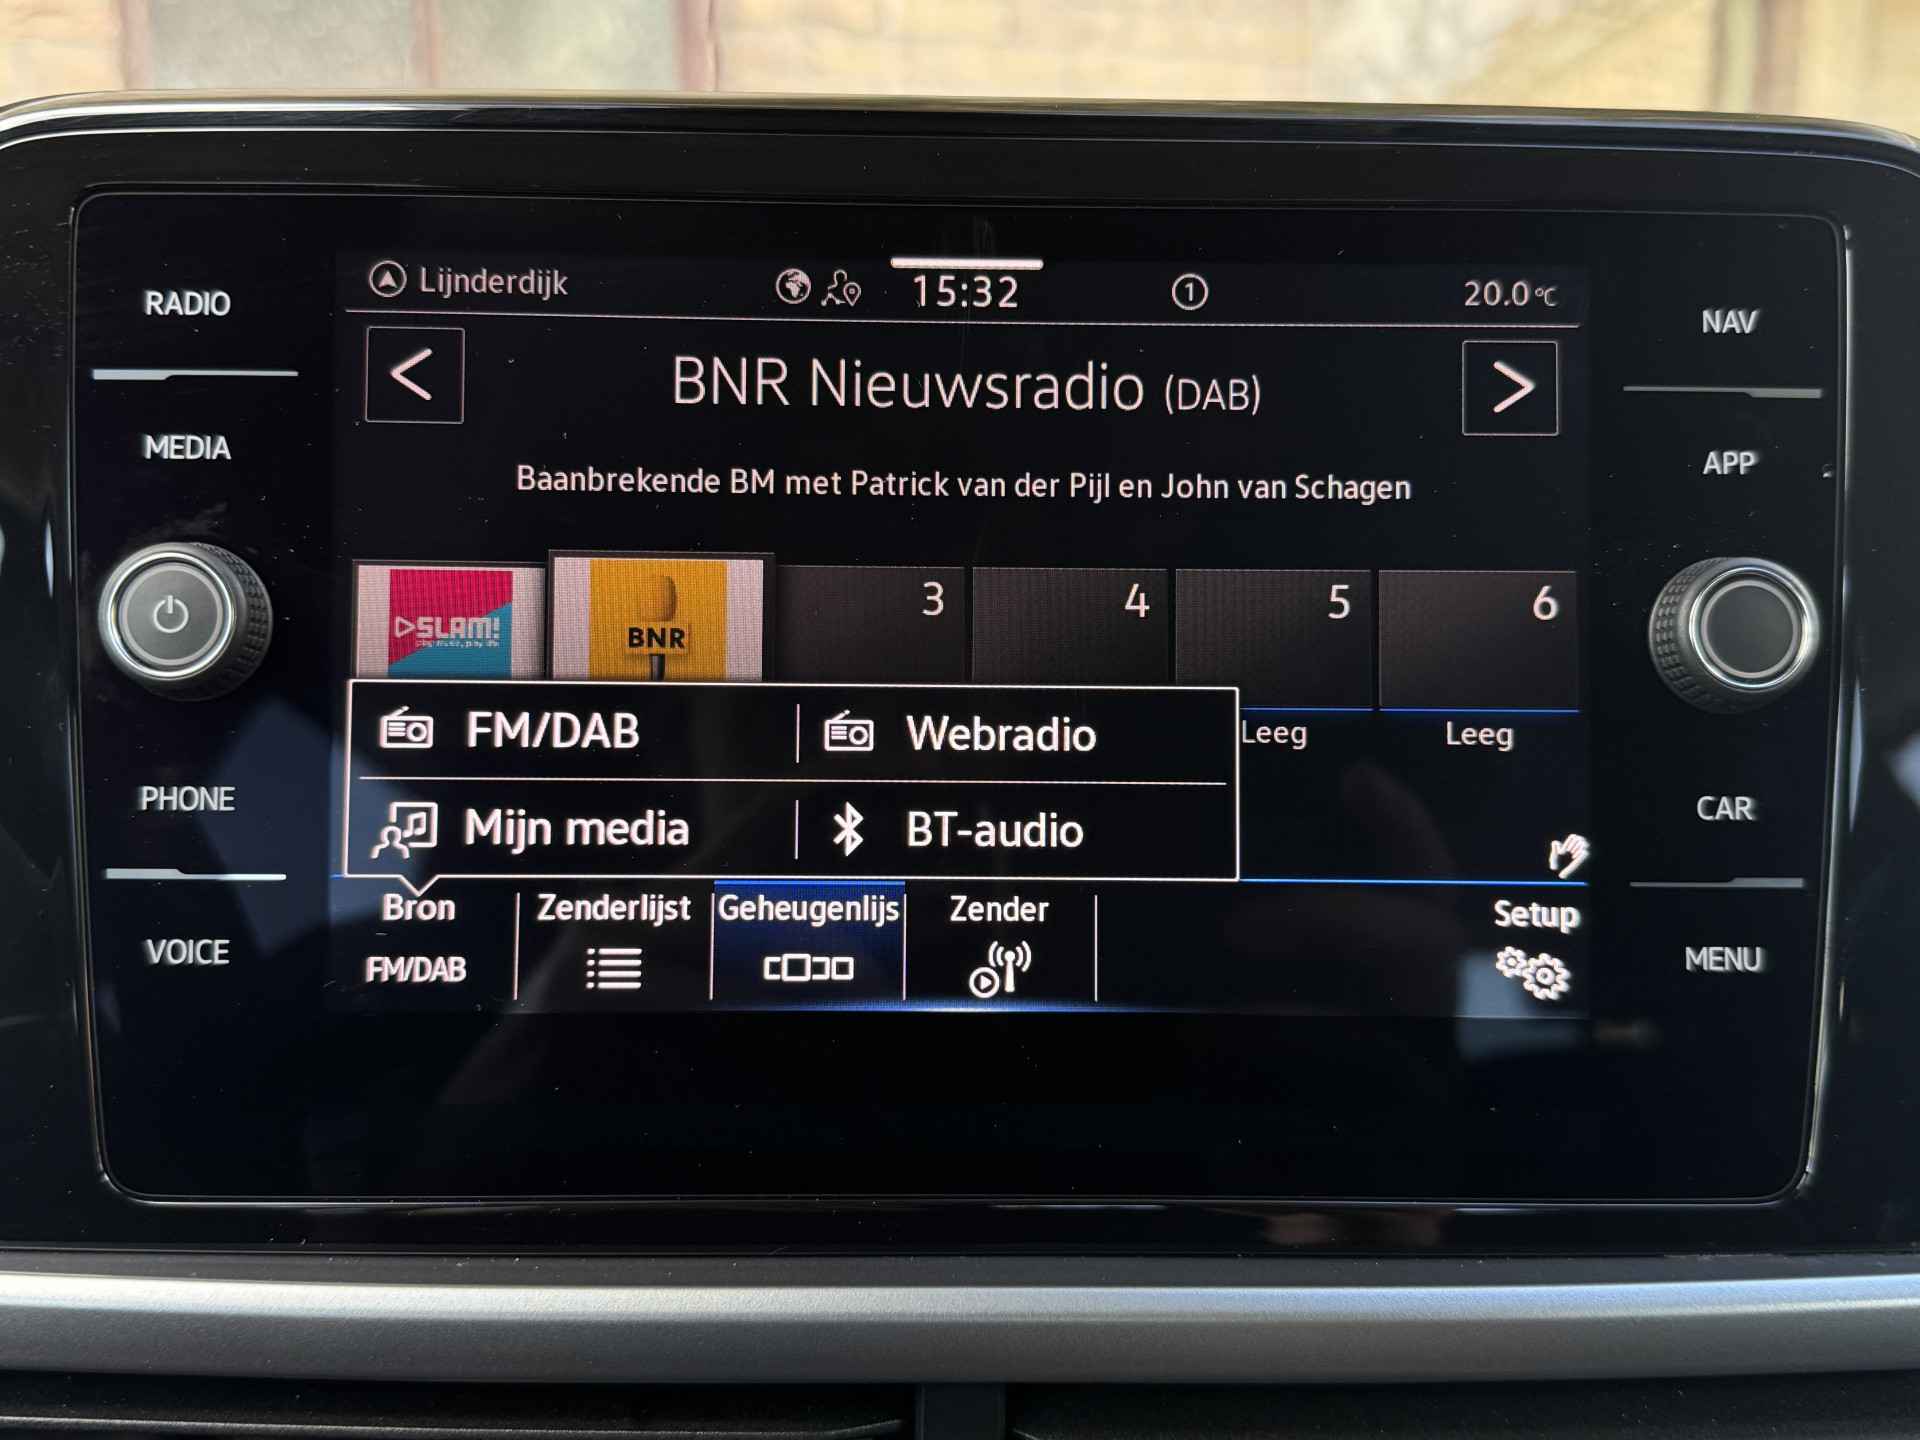 Lijnderdijk 15:32 1 20.0°C
RADIO
NAV
< BNR Nieuwsradio (DAB) >
MEDIA
APP
Baanbrekende BM met Patrick van der Pijl en John van Schagen
SLAM!
BNR
3
4
5
6
FM/DAB
Webradio
Leeg
Leeg
PHONE
Mijn media
BT-audio
CAR
Bron
Zenderlijst
Geheugenlijs
Zender
Setup
VOICE
FM/DAB
MENU